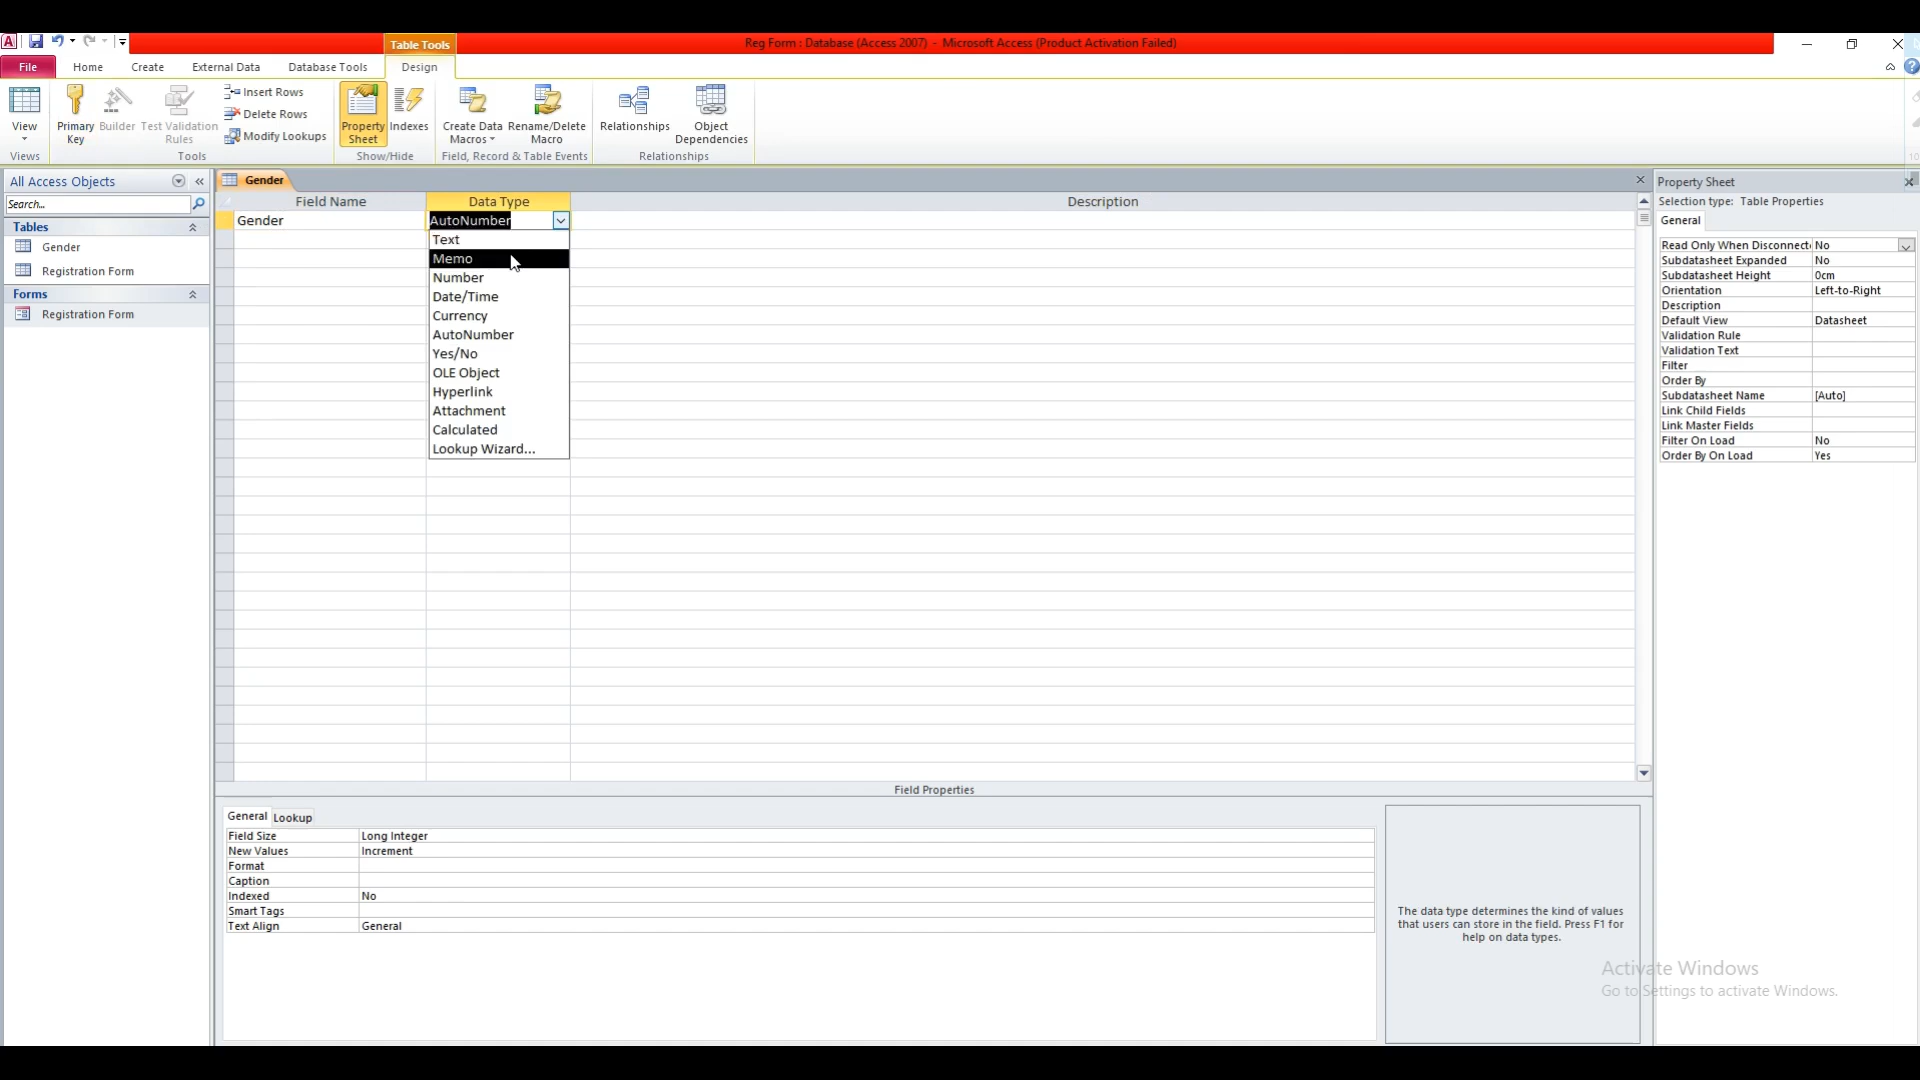 Table Tools
Reg Form : Database (Access 2007) - Microsoft Access (Product Activation Failed)
File Home Create External Data Database Tools Design
View
Views
Primary Key
Builder
Test Validation Rules
Insert Rows
Delete Rows
Modify Lookups
Tools
Property Sheet
Indexes
Show/Hide
Create Data Macros
Rename/Delete Macro
Field, Record & Table Events
Relationships
Object Dependencies
Relationships
All Access Objects
Search...
Tables
Gender
Registration Form
Forms
Registration Form
Gender
Field Name Data Type Description
Gender AutoNumber
Text
Memo
Number
Date/Time
Currency
AutoNumber
Yes/No
OLE Object
Hyperlink
Attachment
Calculated
Lookup Wizard...
Field Properties
General Lookup
Field Size Long Integer
New Values Increment
Format
Caption
Indexed No
Smart Tags
Text Align General
The data type determines the kind of values
that users can store in the field. Press F1 for
help on data types.
Property Sheet
Selection type: Table Properties
General
Read Only When Disconnect No
Subdatasheet Expanded No
Subdatasheet Height 0cm
Orientation Left-to-Right
Description
Default View Datasheet
Validation Rule
Validation Text
Filter
Order By
Subdatasheet Name [Auto]
Link Child Fields
Link Master Fields
Filter On Load No
Order By On Load Yes
Activate Windows
Go to Settings to activate Windows.